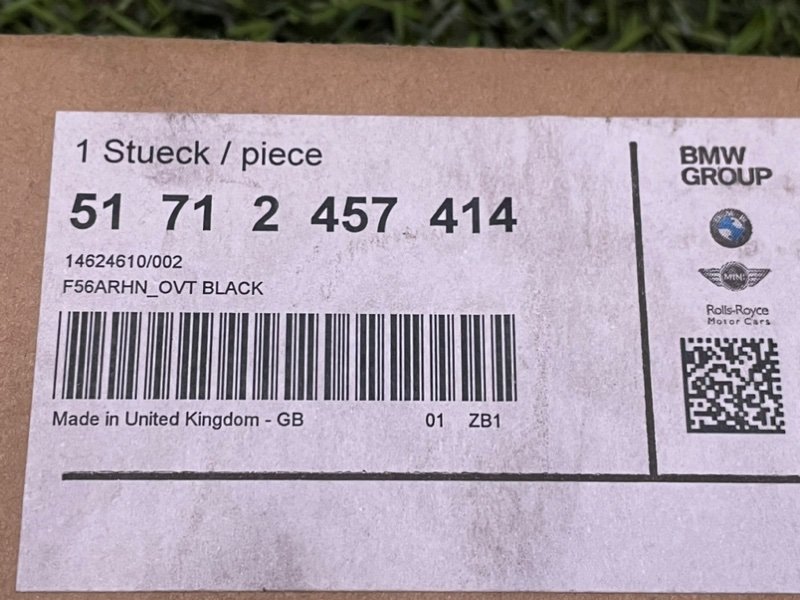 1 Stueck / piece
51 71 2 457 414
14624610/002
F56ARHN_OVT BLACK
Made in United Kingdom - GB 01 ZB1
BMW
GROUP
BMW
MINI
Rolls-Royce
Motor Cars